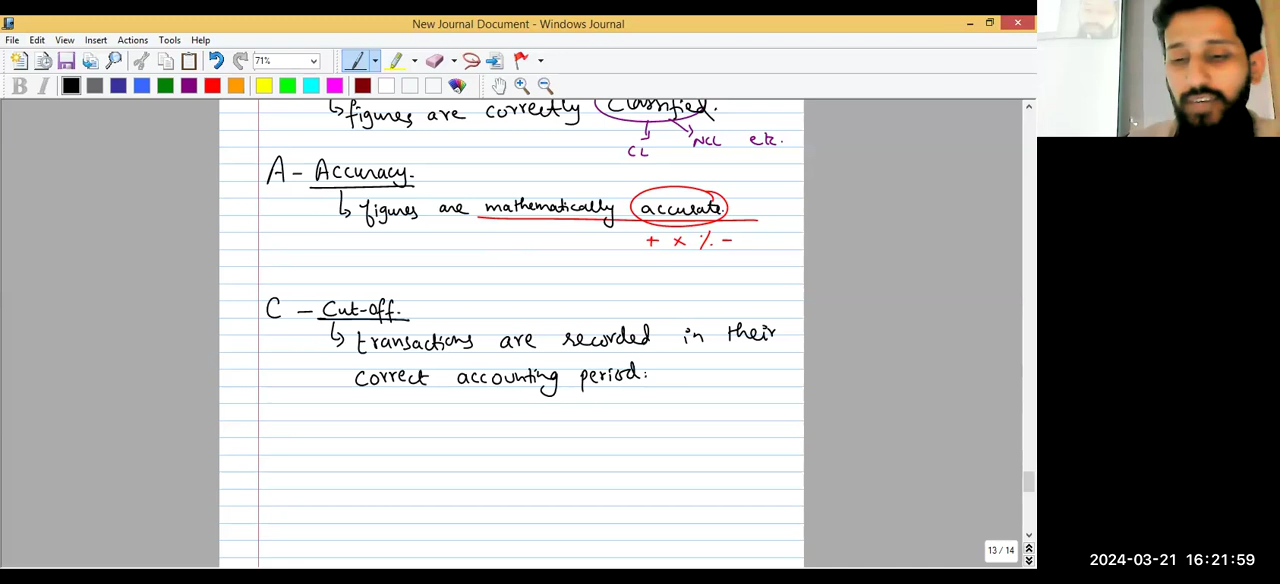 New Journal Document - Windows Journal
File Edit View Insert Actions Tools Help
71%
B I
↳ figures are correctly Classified.
CL NCL etc.
A - Accuracy.
↳ figures are mathematically accurate.
+ x % -
C - Cut-off.
↳ transactions are recorded in their
correct accounting period.
13 / 14
2024-03-21 16:21:59